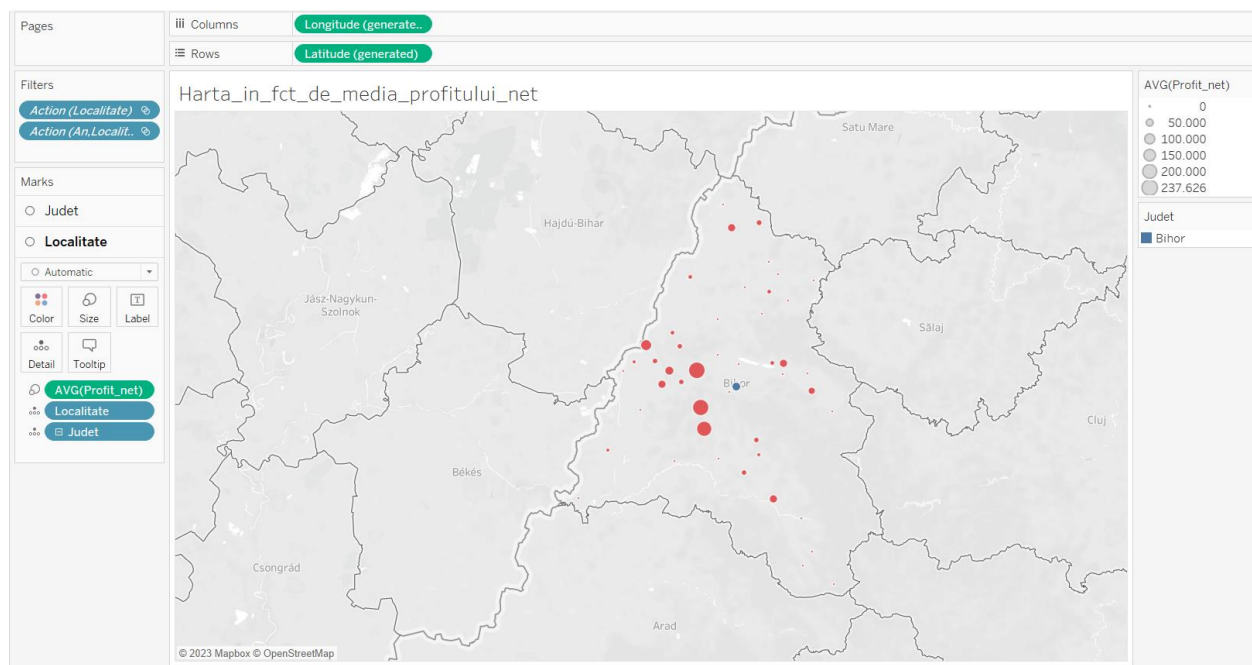 Pages
iii Columns
Longitude (generate..
Rows
Latitude (generated)
Filters
Action (Localitate)
Action (An,Localit..
Marks
Judet
Localitate
Automatic
Color
Size
Label
Detail
Tooltip
AVG(Profit_net)
Localitate
Judet
Harta_in_fct_de_media_profitului_net
Satu Mare
Hajdú-Bihar
Jász-Nagykun-
Szolnok
Sălaj
Bihor
Cluj
Békés
Csongrád
Arad
© 2023 Mapbox © OpenStreetMap
AVG(Profit_net)
0
50.000
100.000
150.000
200.000
237.626
Judet
Bihor